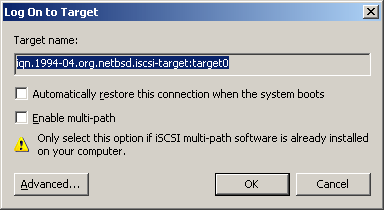 Log On to Target
Target name:
iqn.1994-04.org.netbsd.iscsi-target:target0
Automatically restore this connection when the system boots
Enable multi-path
Only select this option if iSCSI multi-path software is already installed
on your computer.
Advanced...
OK
Cancel